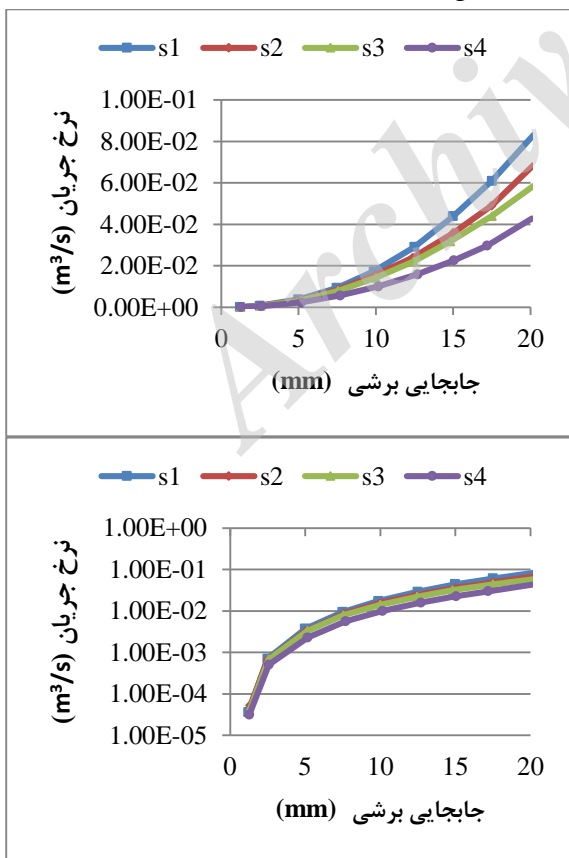 s1 s2 s3 s4
1.00E-01
8.00E-02
6.00E-02
4.00E-02
2.00E-02
0.00E+00
نرخ جریان (m³/s)
0 5 10 15 20
جابجایی برشی (mm)
Archiv
s1 s2 s3 s4
1.00E+00
1.00E-01
1.00E-02
1.00E-03
1.00E-04
1.00E-05
نرخ جریان (m³/s)
0 5 10 15 20
جابجایی برشی (mm)